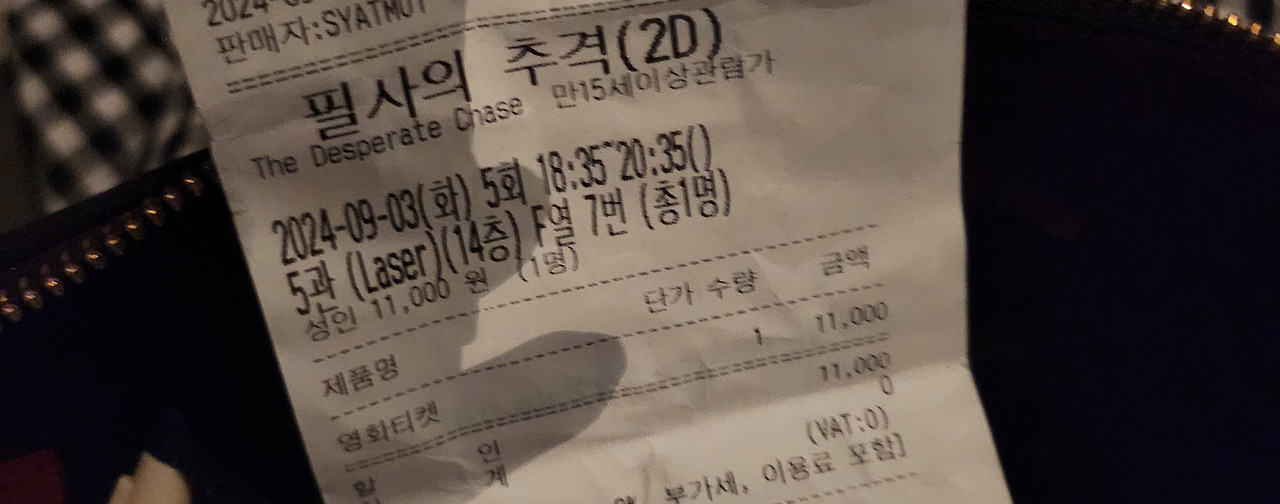 판매자:SYATMUT
필사의 추격(2D)
The Desperate Chase 만15세이상관람가
2024-09-03(화) 5회 18:35~20:35()
5관 (Laser)(14층) F열 7번 (총1명)
성인 11,000 원 (1명)
제품명 단가 수량 금액
영화티켓 1 11,000
인 11,000
계 0
(VAT:0)
부가세, 이용료 포함]